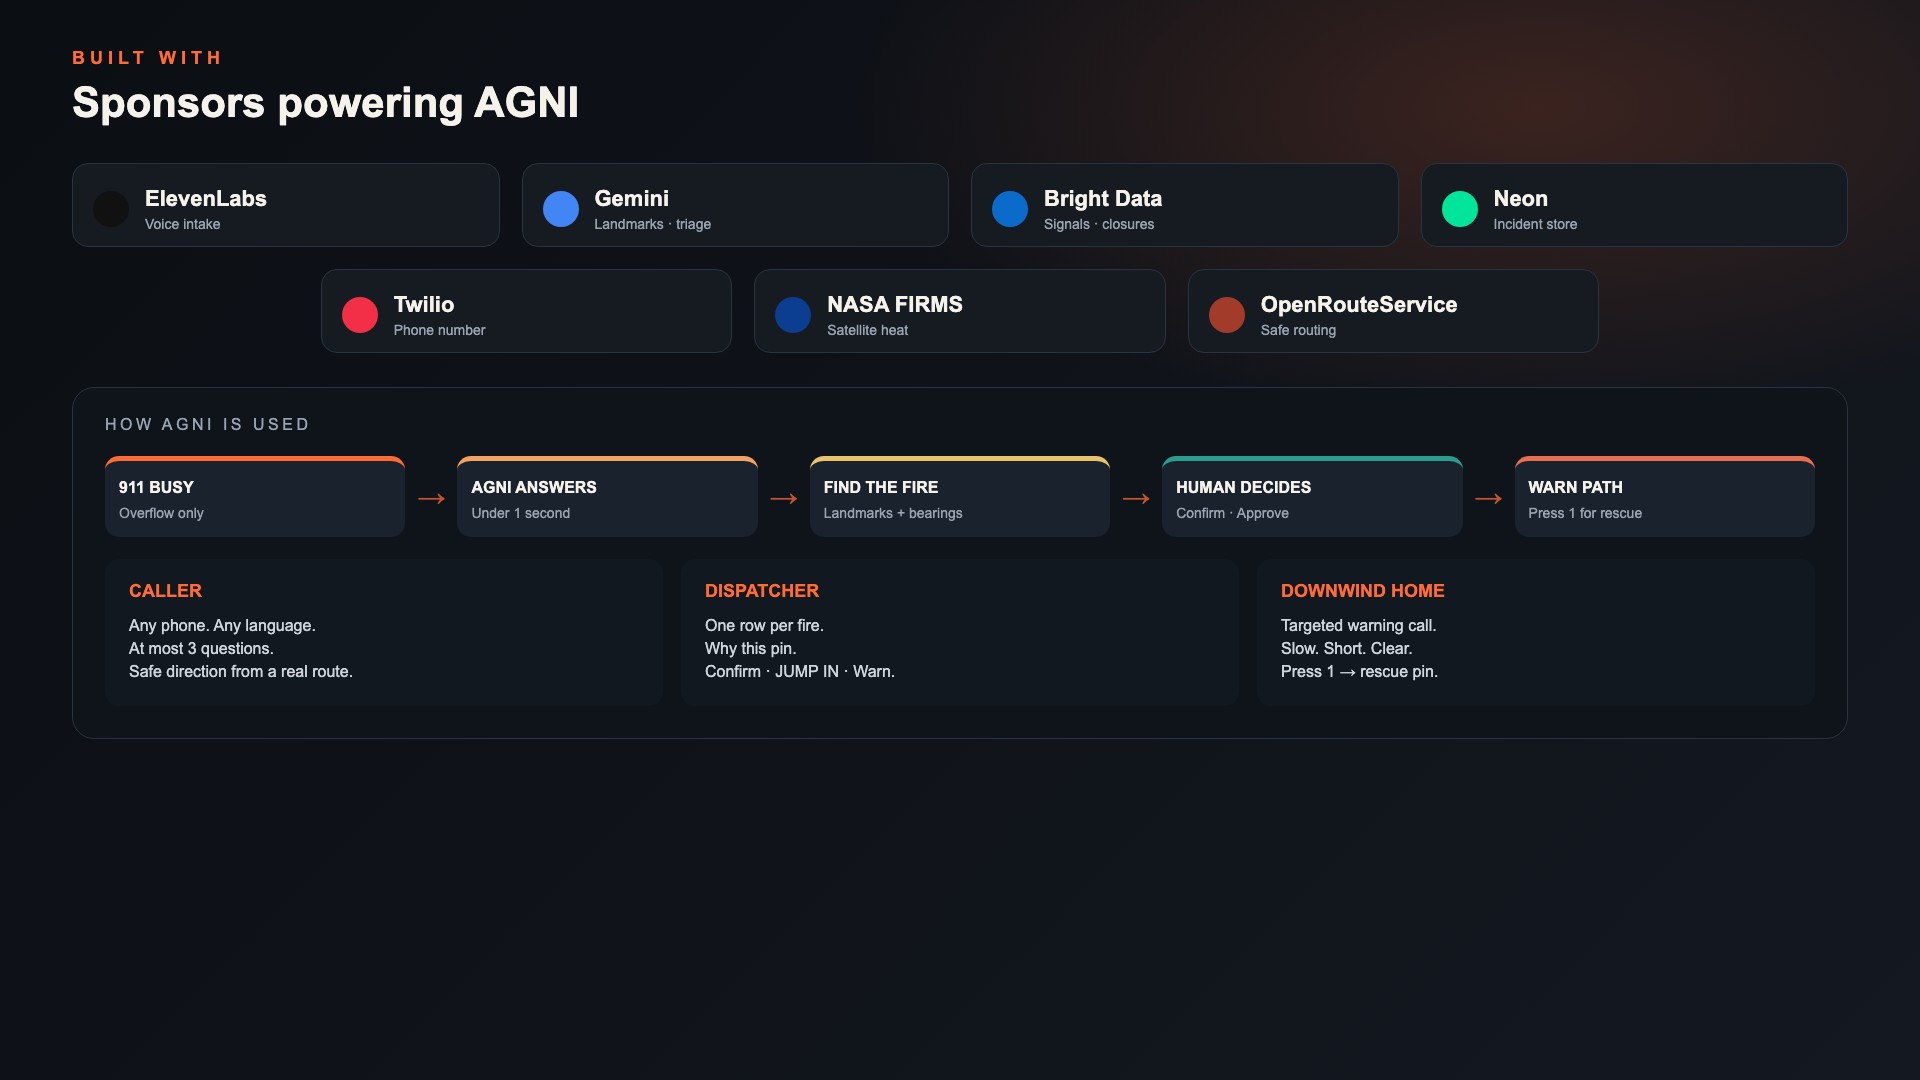 BUILT WITH
Sponsors powering AGNI
ElevenLabs
Voice intake
Gemini
Landmarks · triage
Bright Data
Signals · closures
Neon
Incident store
Twilio
Phone number
NASA FIRMS
Satellite heat
OpenRouteService
Safe routing
HOW AGNI IS USED
911 BUSY
Overflow only
→
AGNI ANSWERS
Under 1 second
→
FIND THE FIRE
Landmarks + bearings
→
HUMAN DECIDES
Confirm · Approve
→
WARN PATH
Press 1 for rescue
CALLER
Any phone. Any language.
At most 3 questions.
Safe direction from a real route.
DISPATCHER
One row per fire.
Why this pin.
Confirm · JUMP IN · Warn.
DOWNWIND HOME
Targeted warning call.
Slow. Short. Clear.
Press 1 → rescue pin.